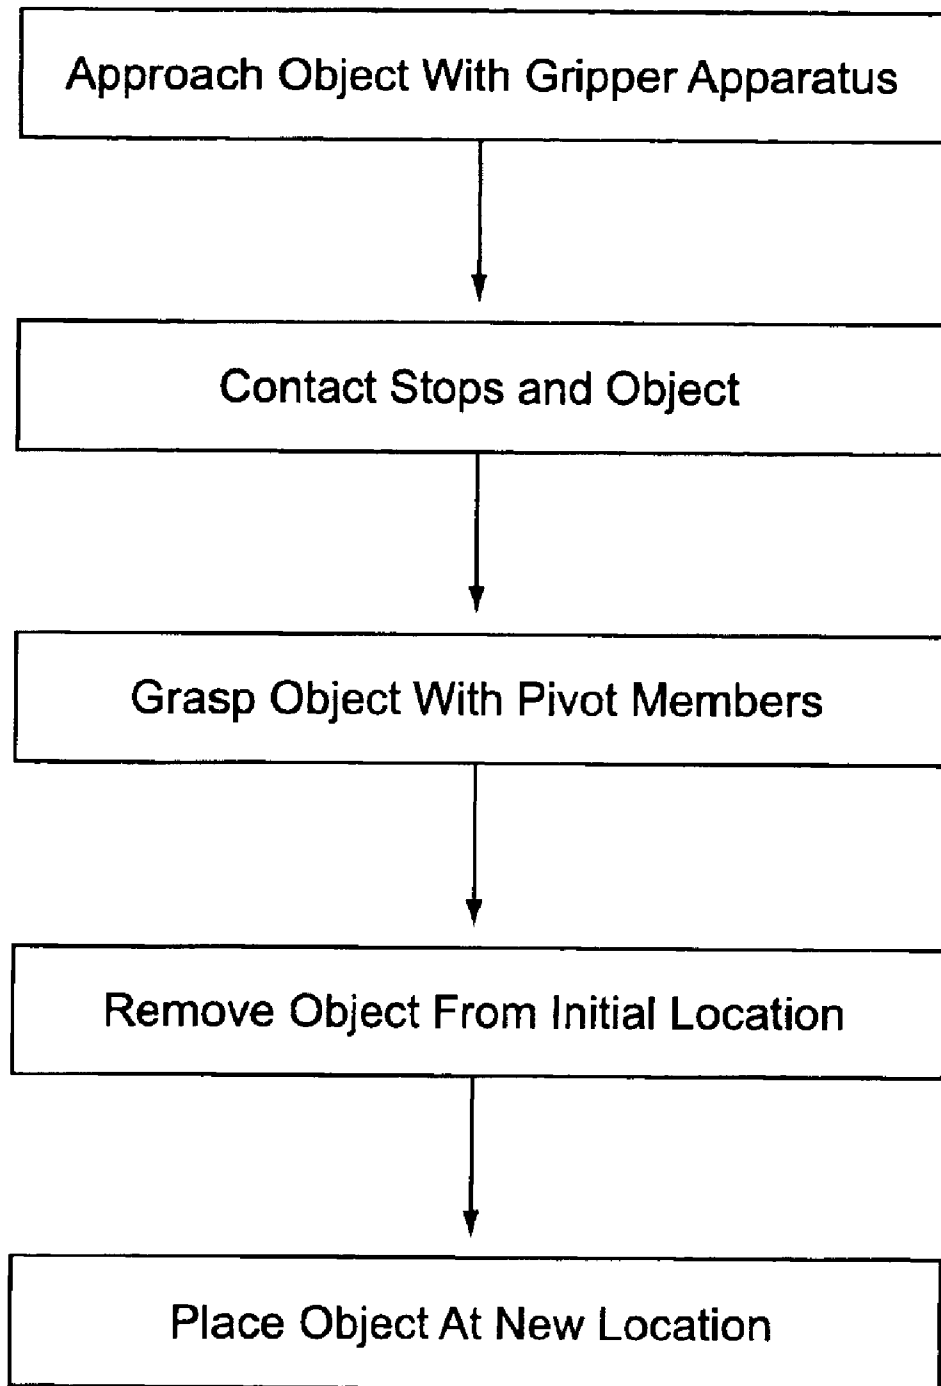 Approach Object With Gripper Apparatus
Contact Stops and Object
Grasp Object With Pivot Members
Remove Object From Initial Location
Place Object At New Location